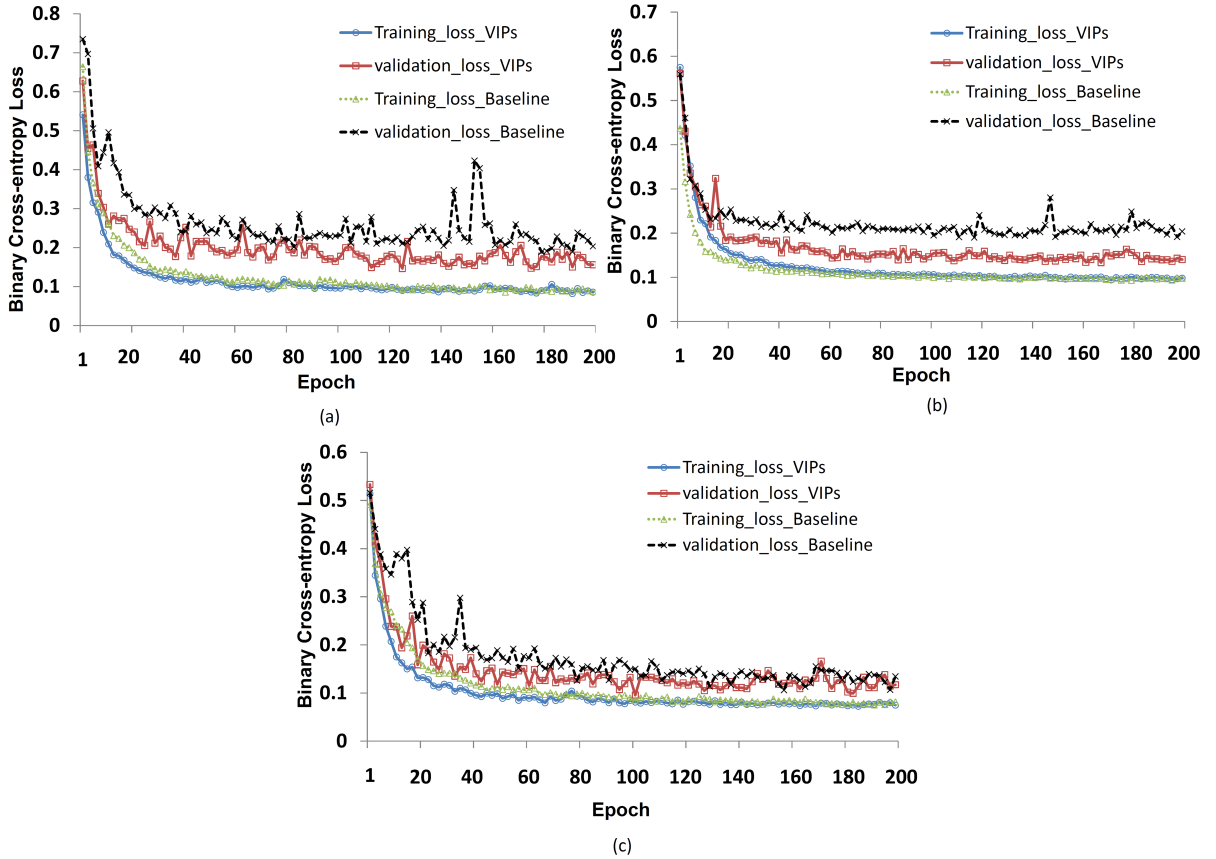 0.8
0.7
0.6
0.5
0.4
0.3
0.2
0.1
0
Binary Cross-entropy Loss
Training_loss_VIPs
validation_loss_VIPs
Training_loss_Baseline
validation_loss_Baseline
1 20 40 60 80 100 120 140 160 180 200
Epoch
(a)
0.7
0.6
0.5
0.4
0.3
0.2
0.1
0
Binary Cross-entropy Loss
Training_loss_VIPs
validation_loss_VIPs
Training_loss_Baseline
validation_loss_Baseline
1 20 40 60 80 100 120 140 160 180 200
Epoch
(b)
0.6
0.5
0.4
0.3
0.2
0.1
0
Binary Cross-entropy Loss
Training_loss_VIPs
validation_loss_VIPs
Training_loss_Baseline
validation_loss_Baseline
1 20 40 60 80 100 120 140 160 180 200
Epoch
(c)